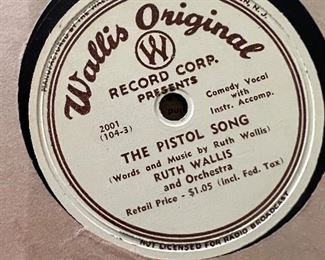 N. J.
Wallis Original
W
RECORD CORP.
PRESENTS
2001
(104-3)
Comedy Vocal
with
Instr. Accomp.
THE PISTOL SONG
(Words and Music by Ruth Wallis)
RUTH WALLIS
and Orchestra
Retail Price - $1.05 (incl. Fed. Tax)
NOT LICENSED FOR RADIO BROADCAST